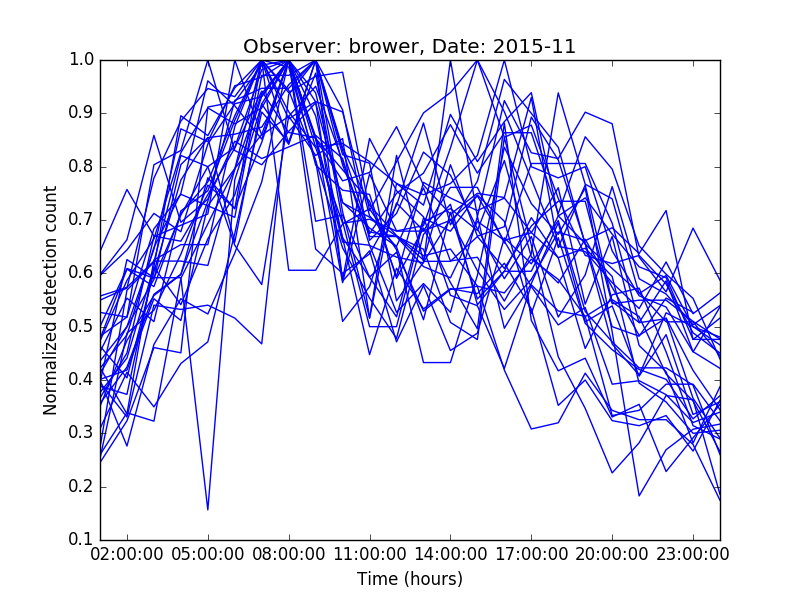 Observer: brower, Date: 2015-11
Normalized detection count
1.0
0.9
0.8
0.7
0.6
0.5
0.4
0.3
0.2
0.1
02:00:00 05:00:00 08:00:00 11:00:00 14:00:00 17:00:00 20:00:00 23:00:00
Time (hours)